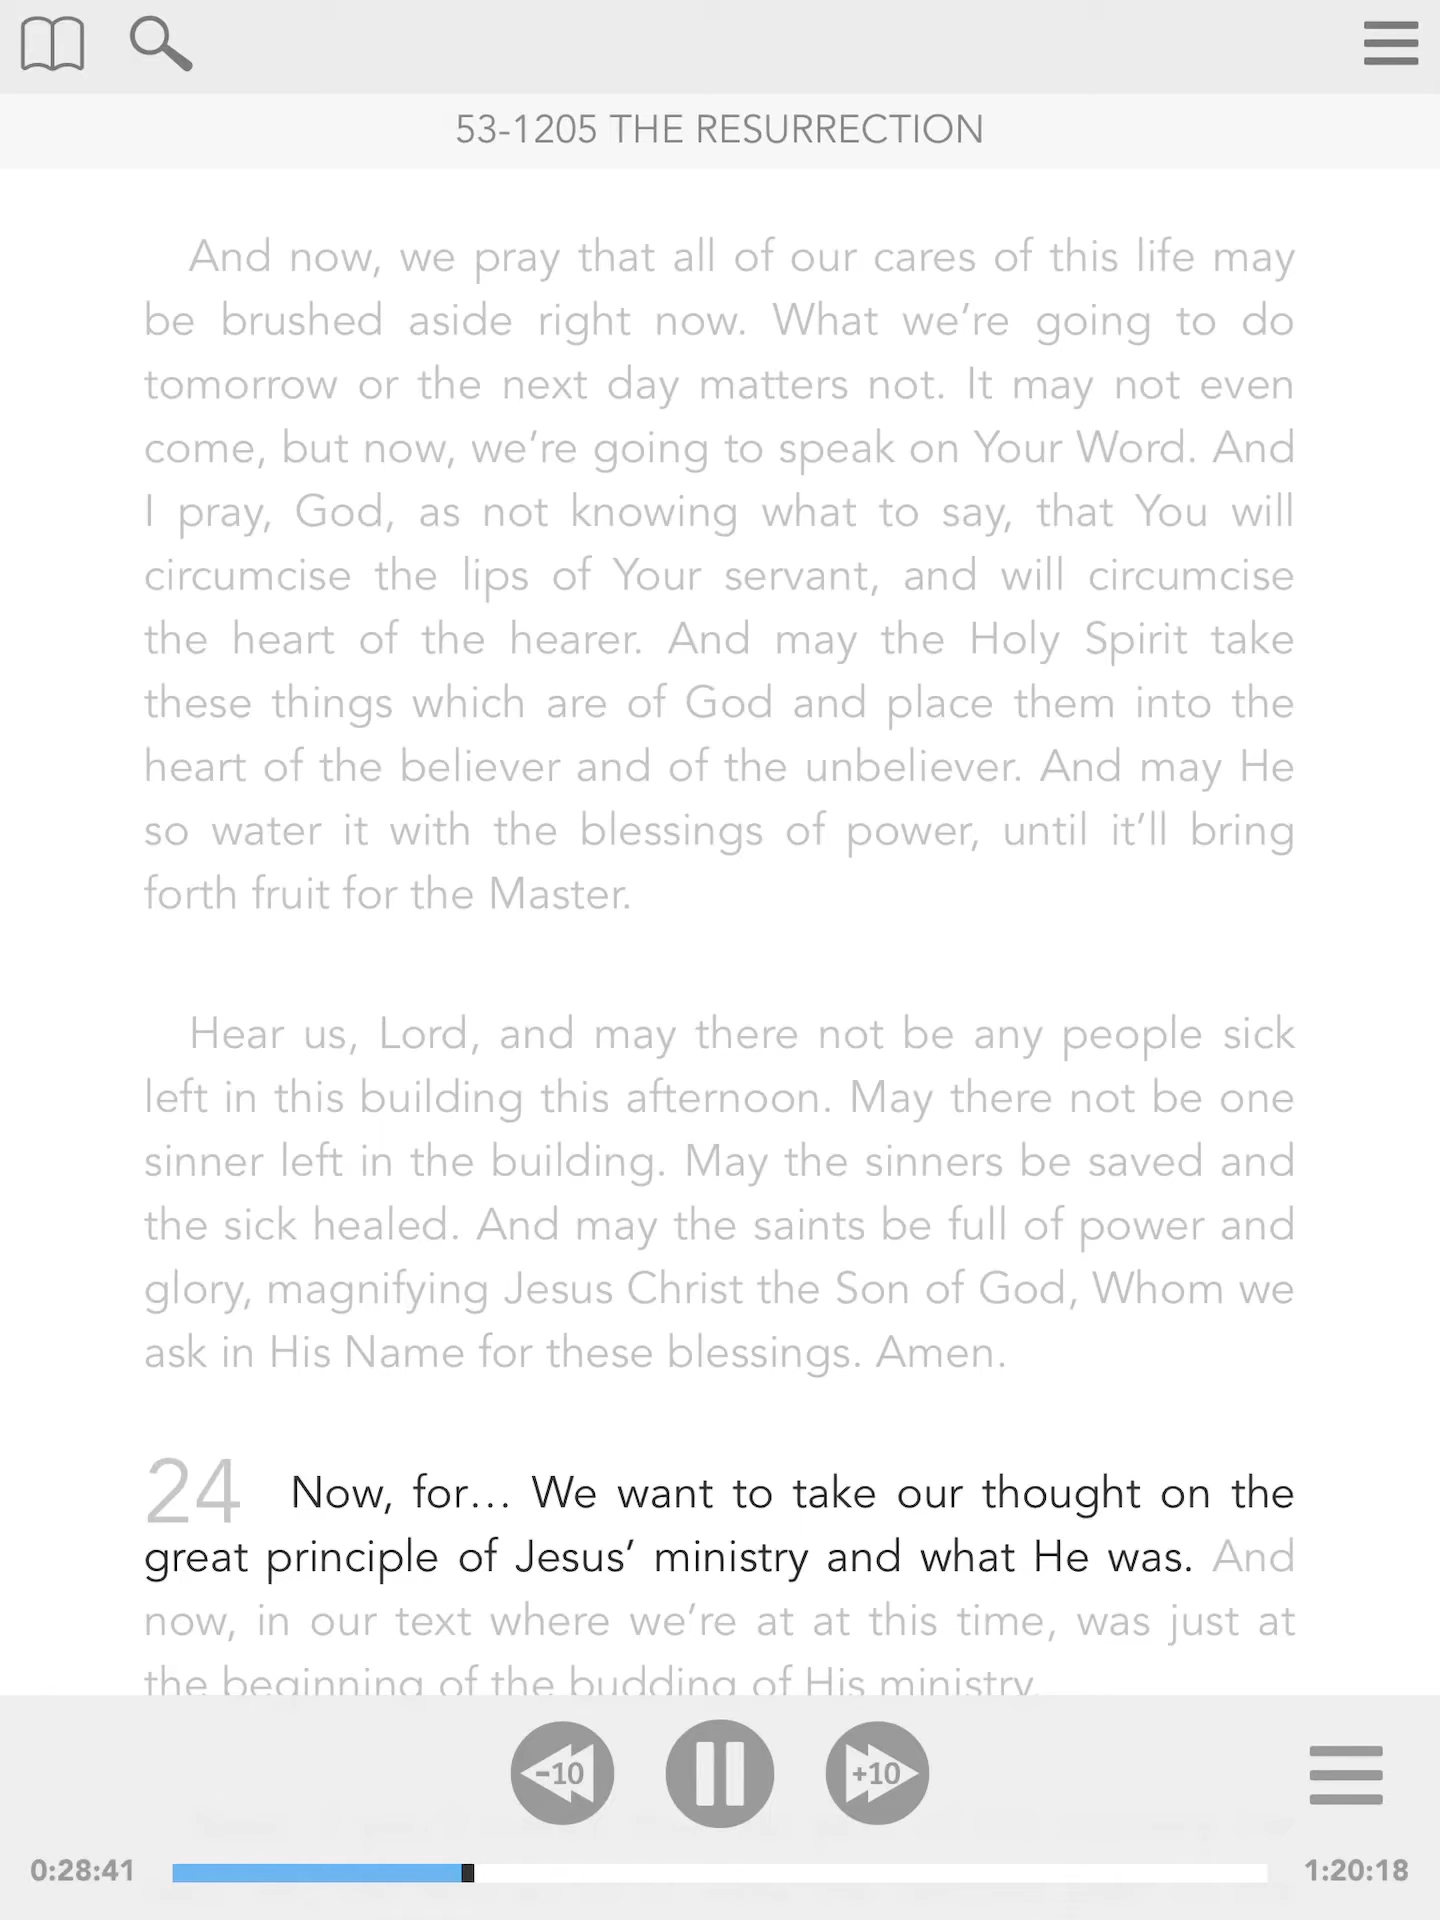 53-1205 THE RESURRECTION
And now, we pray that all of our cares of this life may
be brushed aside right now. What we’re going to do
tomorrow or the next day matters not. It may not even
come, but now, we’re going to speak on Your Word. And
I pray, God, as not knowing what to say, that You will
circumcise the lips of Your servant, and will circumcise
the heart of the hearer. And may the Holy Spirit take
these things which are of God and place them into the
heart of the believer and of the unbeliever. And may He
so water it with the blessings of power, until it’ll bring
forth fruit for the Master.
Hear us, Lord, and may there not be any people sick
left in this building this afternoon. May there not be one
sinner left in the building. May the sinners be saved and
the sick healed. And may the saints be full of power and
glory, magnifying Jesus Christ the Son of God, Whom we
ask in His Name for these blessings. Amen.
24 Now, for… We want to take our thought on the
great principle of Jesus’ ministry and what He was. And
now, in our text where we’re at at this time, was just at
the beginning of the budding of His ministry.
-10 +10
0:28:41 1:20:18